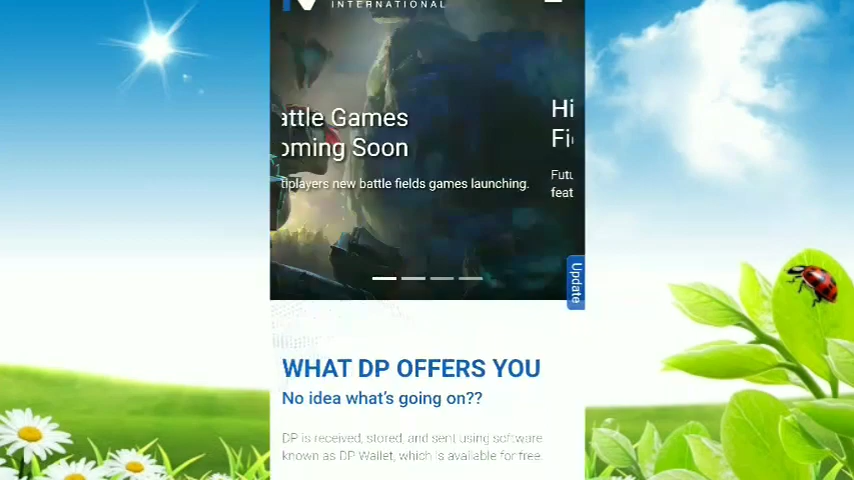 INTERNATIONAL
attle Games
oming Soon
tiplayers new battle fields games launching.
Hi
Fi
Futu
feat
Update
WHAT DP OFFERS YOU
No idea what's going on??
DP is received, stored, and sent using software
known as DP Wallet, which is available for free.